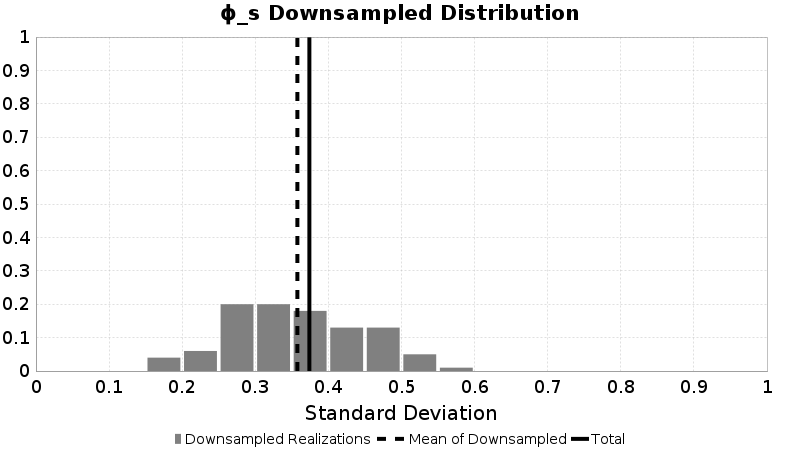 ϕ_s Downsampled Distribution
1
0.9
0.8
0.7
0.6
0.5
0.4
0.3
0.2
0.1
0
0 0.1 0.2 0.3 0.4 0.5 0.6 0.7 0.8 0.9 1
Standard Deviation
Downsampled Realizations Mean of Downsampled Total